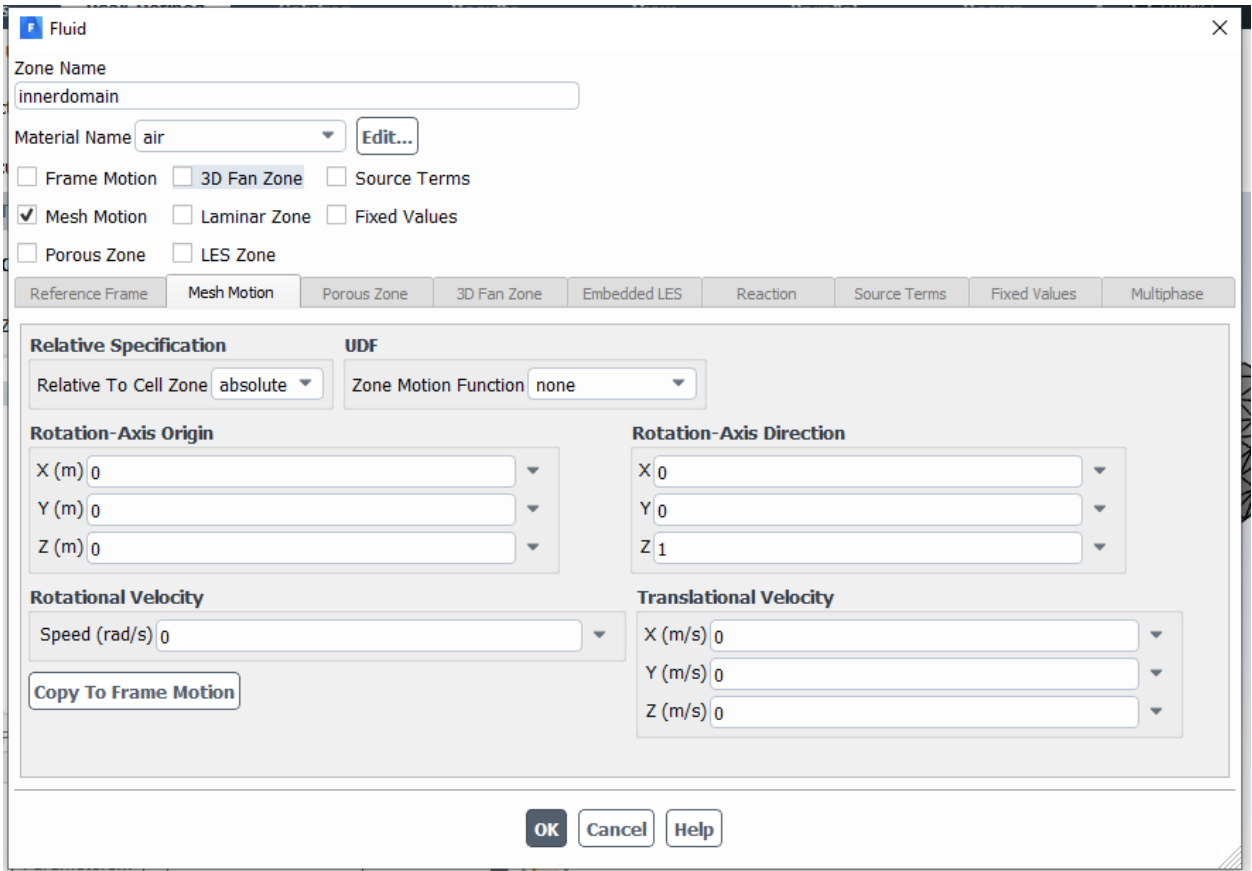 Fluid
Zone Name
innerdomain
Material Name air Edit...
Frame Motion 3D Fan Zone Source Terms
Mesh Motion Laminar Zone Fixed Values
Porous Zone LES Zone
Reference Frame Mesh Motion Porous Zone 3D Fan Zone Embedded LES Reaction Source Terms Fixed Values Multiphase
Relative Specification UDF
Relative To Cell Zone absolute Zone Motion Function none
Rotation-Axis Origin Rotation-Axis Direction
X (m) 0 X 0
Y (m) 0 Y 0
Z (m) 0 Z 1
Rotational Velocity Translational Velocity
Speed (rad/s) 0 X (m/s) 0
Copy To Frame Motion Y (m/s) 0
Z (m/s) 0
OK Cancel Help